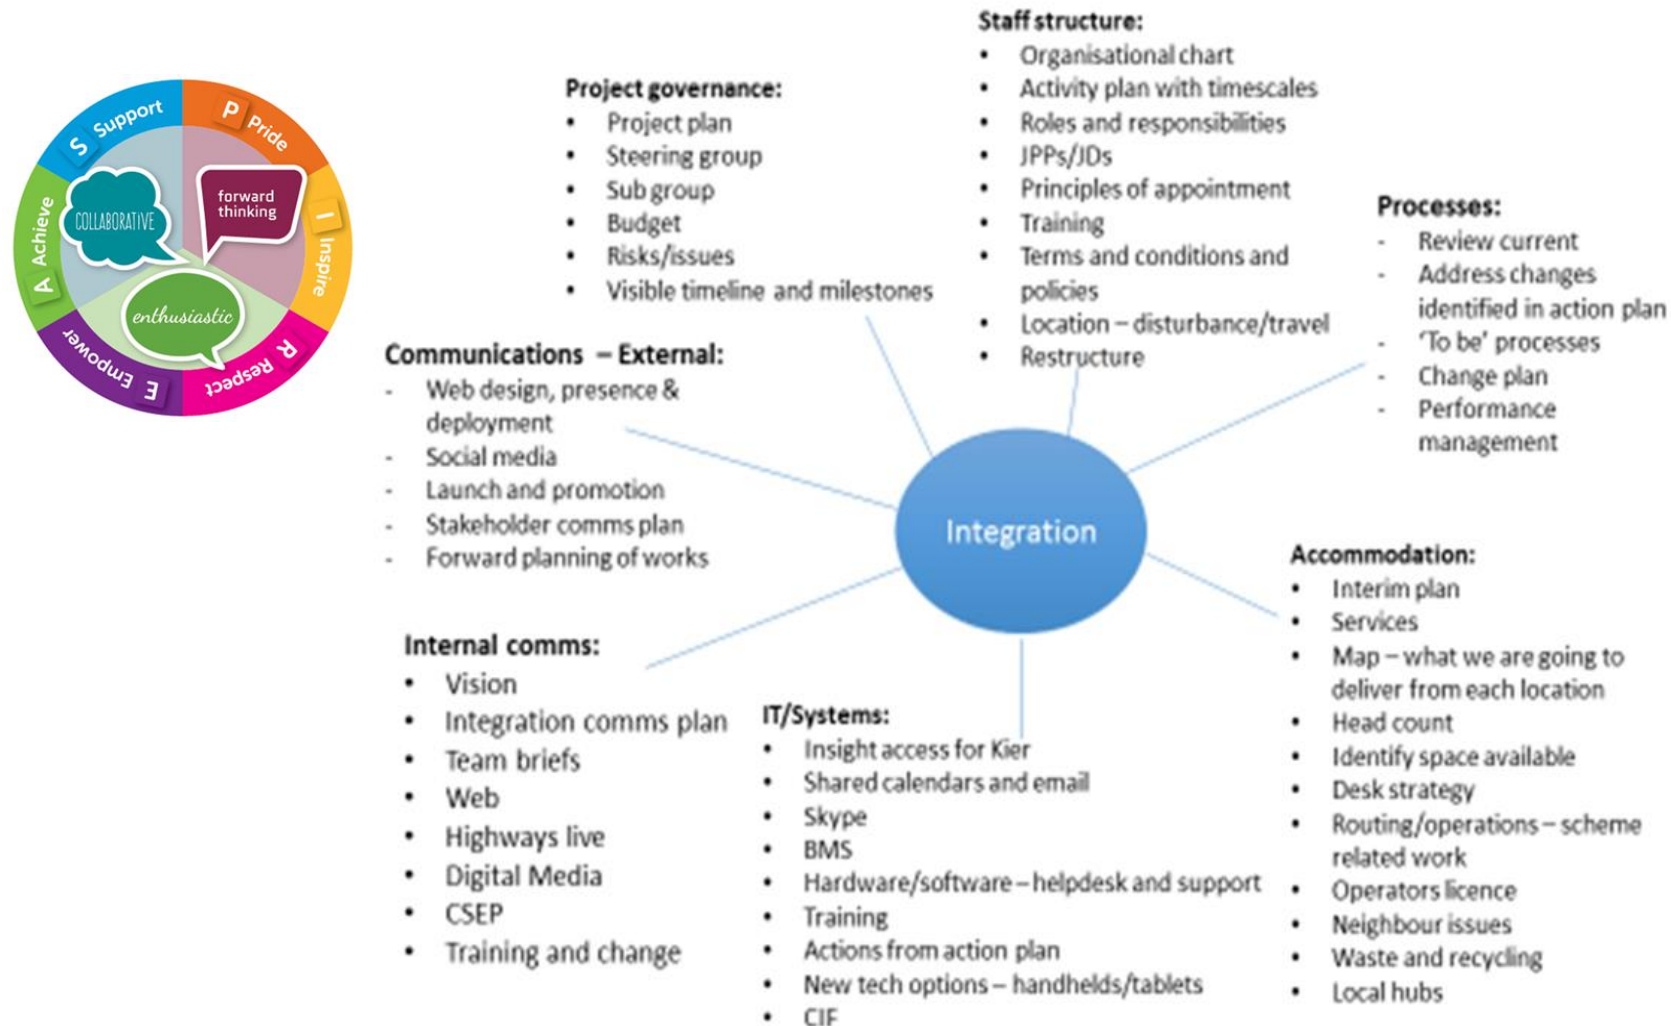 S Support
P Pride
I Inspire
R Respect
E Empower
A Achieve
COLLABORATIVE
forward
thinking
enthusiastic
Project governance:
• Project plan
• Steering group
• Sub group
• Budget
• Risks/issues
• Visible timeline and milestones
Staff structure:
• Organisational chart
• Activity plan with timescales
• Roles and responsibilities
• JPPs/JDs
• Principles of appointment
• Training
• Terms and conditions and
policies
• Location – disturbance/travel
• Restructure
Processes:
- Review current
- Address changes
identified in action plan
- 'To be' processes
- Change plan
- Performance
management
Communications – External:
- Web design, presence &
deployment
- Social media
- Launch and promotion
- Stakeholder comms plan
- Forward planning of works
Integration
Internal comms:
• Vision
• Integration comms plan
• Team briefs
• Web
• Highways live
• Digital Media
• CSEP
• Training and change
IT/Systems:
• Insight access for Kier
• Shared calendars and email
• Skype
• BMS
• Hardware/software – helpdesk and support
• Training
• Actions from action plan
• New tech options – handhelds/tablets
• CIF
Accommodation:
• Interim plan
• Services
• Map – what we are going to
deliver from each location
• Head count
• Identify space available
• Desk strategy
• Routing/operations – scheme
related work
• Operators licence
• Neighbour issues
• Waste and recycling
• Local hubs